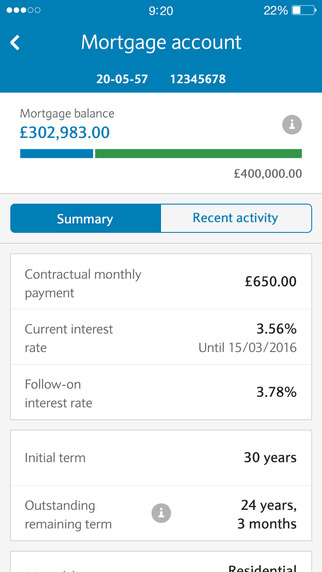 9:20
22%
Mortgage account
20-05-57 12345678
Mortgage balance
£302,983.00
£400,000.00
Summary
Recent activity
Contractual monthly
payment
£650.00
Current interest
rate
3.56%
Until 15/03/2016
Follow-on
interest rate
3.78%
Initial term
30 years
Outstanding
remaining term
24 years,
3 months
Residential